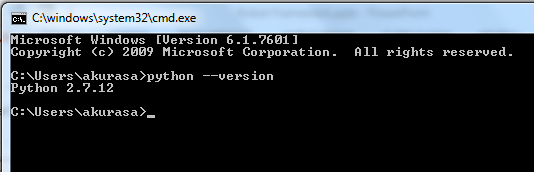 C:\windows\system32\cmd.exe
Microsoft Windows [Version 6.1.7601]
Copyright (c) 2009 Microsoft Corporation.  All rights reserved.
C:\Users\akurasa>python --version
Python 2.7.12
C:\Users\akurasa>_